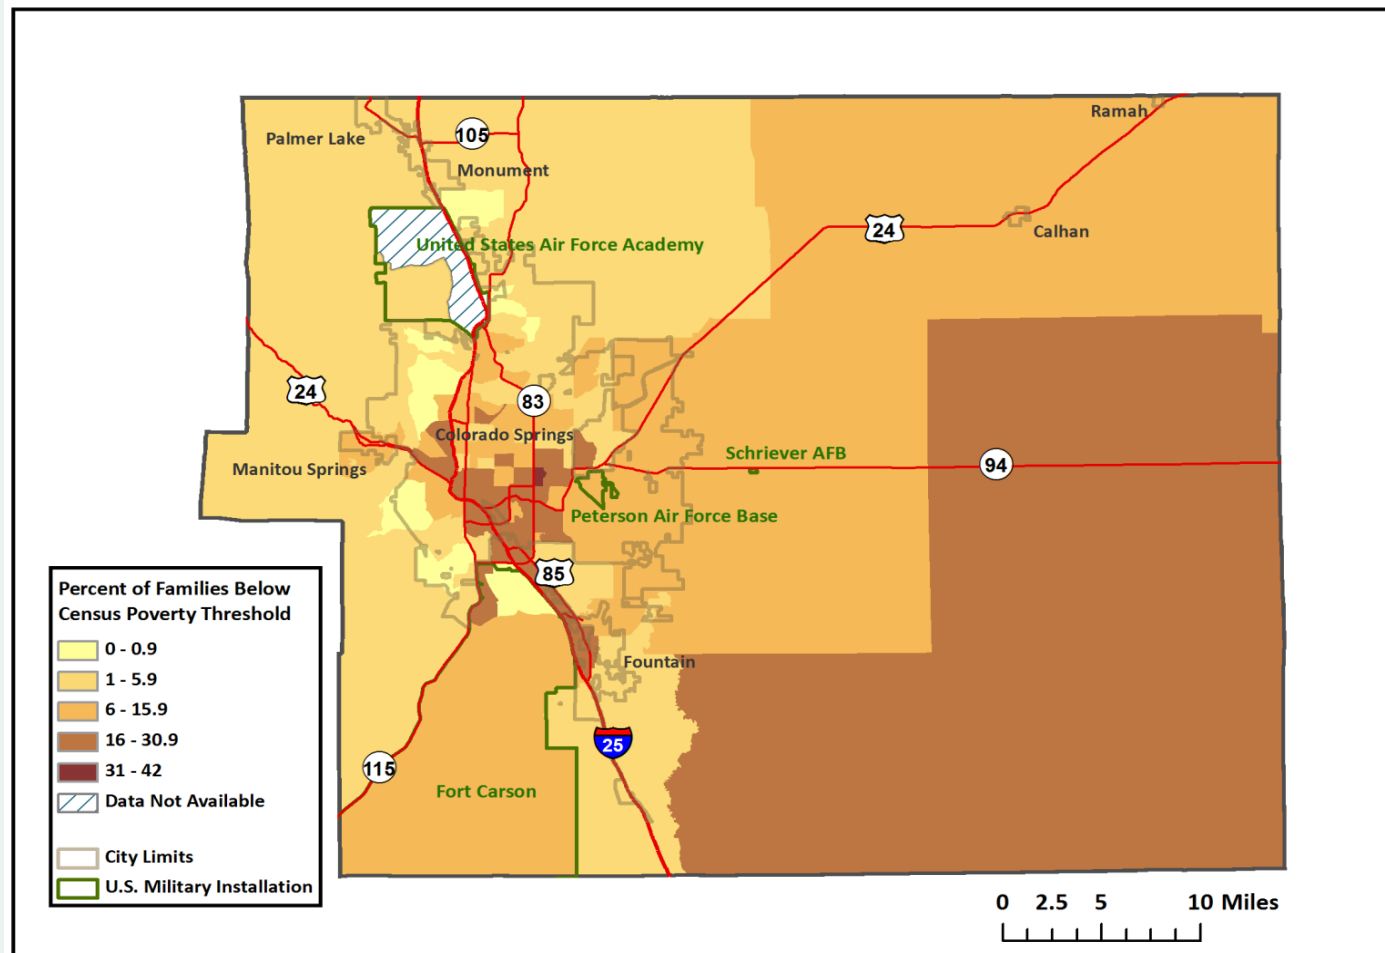 Ramah
Palmer Lake
105
Monument
24
Calhan
United States Air Force Academy
24
83
Colorado Springs
Schriever AFB
94
Manitou Springs
Peterson Air Force Base
85
Fountain
25
115
Fort Carson
Percent of Families Below
Census Poverty Threshold
0 - 0.9
1 - 5.9
6 - 15.9
16 - 30.9
31 - 42
Data Not Available
City Limits
U.S. Military Installation
0 2.5 5 10 Miles